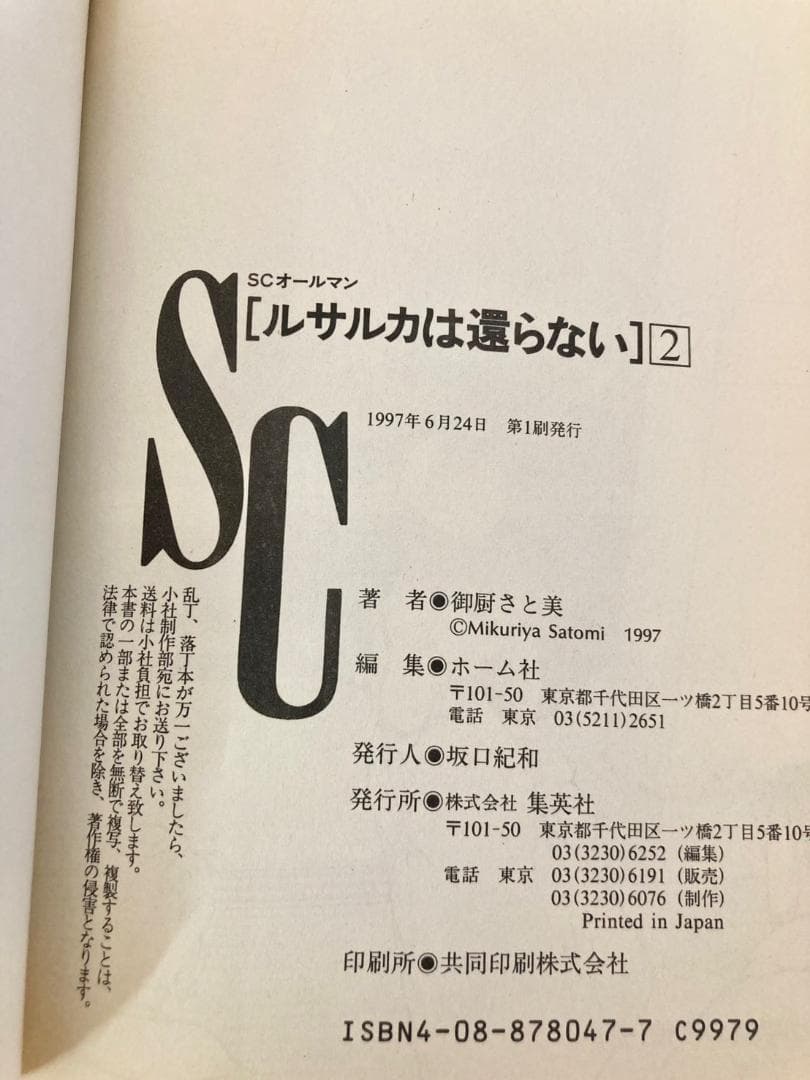 SCオールマン
[ルサルカは還らない]2
SC
1997年6月24日 第1刷発行
著 者◉御厨さと美
©Mikuriya Satomi 1997
編 集◉ホーム社
〒101-50 東京都千代田区一ツ橋2丁目5番10号
電話 東京 03(5211)2651
発行人◉坂口紀和
発行所◉株式会社 集英社
〒101-50 東京都千代田区一ツ橋2丁目5番10号
03(3230)6252(編集)
電話 東京 03(3230)6191(販売)
03(3230)6076(制作)
Printed in Japan
印刷所◉共同印刷株式会社
乱丁、落丁本が万一ございましたら、
小社制作部宛にお送り下さい。
送料は小社負担でお取り替え致します。
本書の一部または全部を無断で複写、複製することは、
法律で認められた場合を除き、著作権の侵害となります。
ISBN4-08-878047-7 C9979